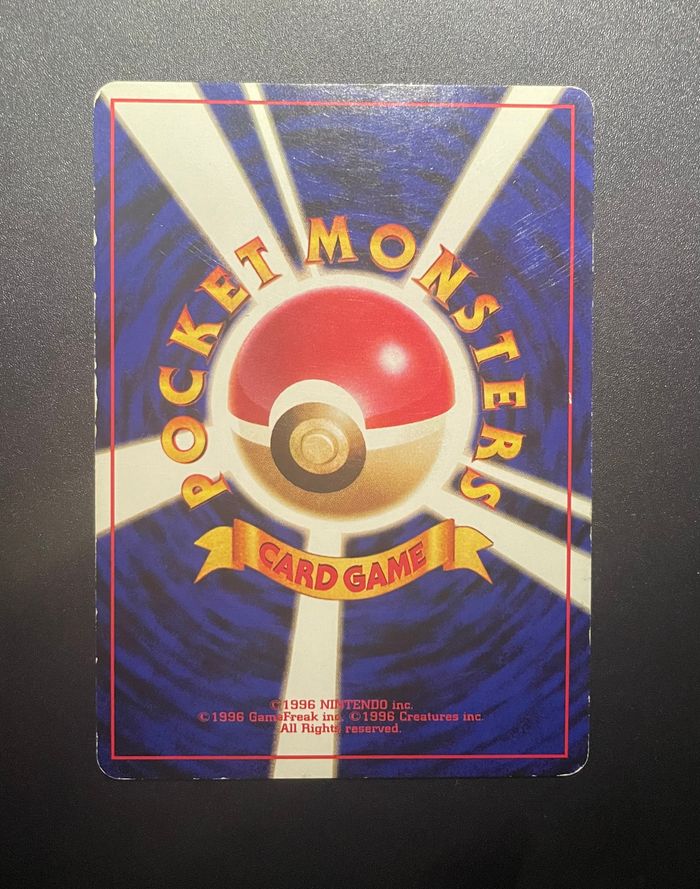 POCKET MONSTERS
CARD GAME
©1996 NINTENDO inc.
©1996 GameFreak inc. ©1996 Creatures inc.
All Rights reserved.